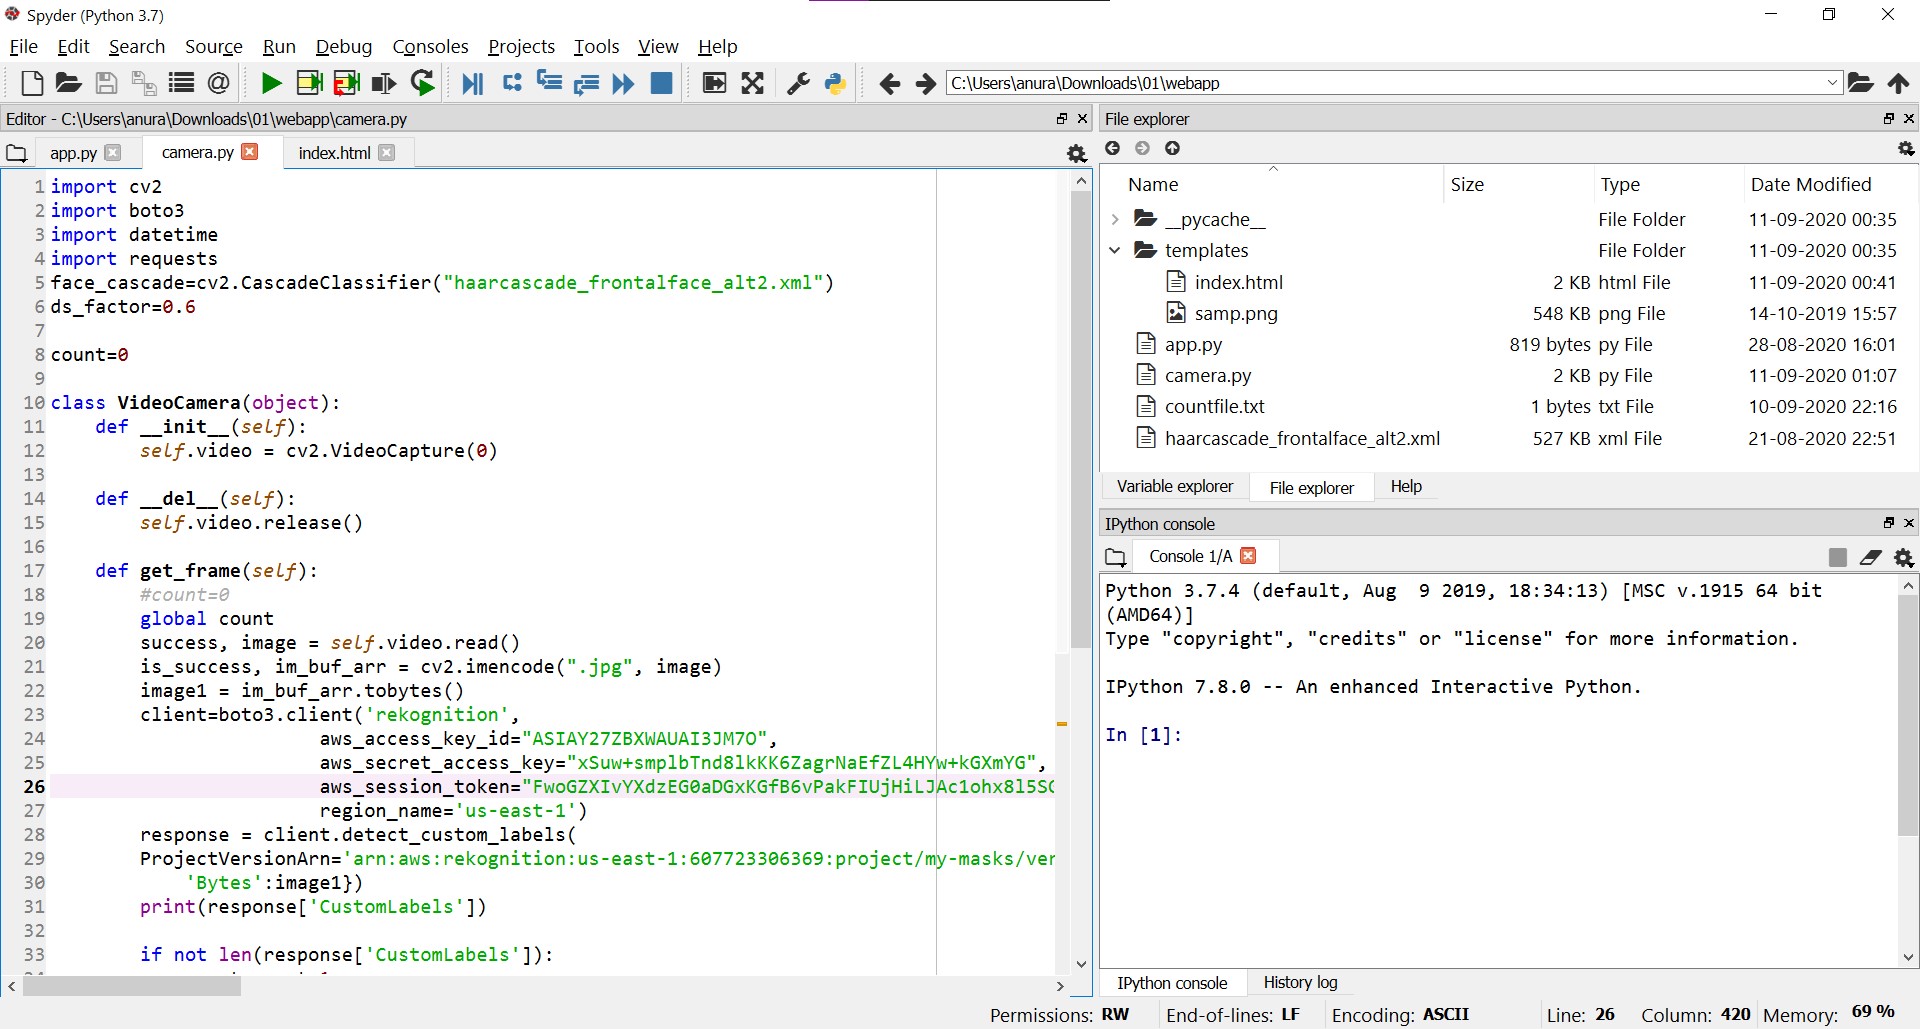 Spyder (Python 3.7)
File Edit Search Source Run Debug Consoles Projects Tools View Help
C:\Users\anura\Downloads\01\webapp
Editor - C:\Users\anura\Downloads\01\webapp\camera.py
app.py camera.py index.html
1 import cv2
2 import boto3
3 import datetime
4 import requests
5 face_cascade=cv2.CascadeClassifier("haarcascade_frontalface_alt2.xml")
6 ds_factor=0.6
7
8 count=0
9
10 class VideoCamera(object):
11     def __init__(self):
12         self.video = cv2.VideoCapture(0)
13
14     def __del__(self):
15         self.video.release()
16
17     def get_frame(self):
18         #count=0
19         global count
20         success, image = self.video.read()
21         is_success, im_buf_arr = cv2.imencode(".jpg", image)
22         image1 = im_buf_arr.tobytes()
23         client=boto3.client('rekognition',
24                         aws_access_key_id="ASIAY27ZBXWAUAI3JM7O",
25                         aws_secret_access_key="xSuw+smplbTnd8lkKK6ZagrNaEfZL4HYw+kGXmYG",
26                         aws_session_token="FwoGZXIvYXdzEG0aDGxKGfB6vPakFIUjHiLJAc1ohx8l5SC
27                         region_name='us-east-1')
28         response = client.detect_custom_labels(
29         ProjectVersionArn='arn:aws:rekognition:us-east-1:607723306369:project/my-masks/ver
30             'Bytes':image1})
31         print(response['CustomLabels'])
32
33         if not len(response['CustomLabels']):
File explorer
Name Size Type Date Modified
__pycache__ File Folder 11-09-2020 00:35
templates File Folder 11-09-2020 00:35
index.html 2 KB html File 11-09-2020 00:41
samp.png 548 KB png File 14-10-2019 15:57
app.py 819 bytes py File 28-08-2020 16:01
camera.py 2 KB py File 11-09-2020 01:07
countfile.txt 1 bytes txt File 10-09-2020 22:16
haarcascade_frontalface_alt2.xml 527 KB xml File 21-08-2020 22:51
Variable explorer File explorer Help
IPython console
Console 1/A
Python 3.7.4 (default, Aug  9 2019, 18:34:13) [MSC v.1915 64 bit
(AMD64)]
Type "copyright", "credits" or "license" for more information.
IPython 7.8.0 -- An enhanced Interactive Python.
In [1]:
IPython console History log
Permissions: RW End-of-lines: LF Encoding: ASCII Line: 26 Column: 420 Memory: 69 %